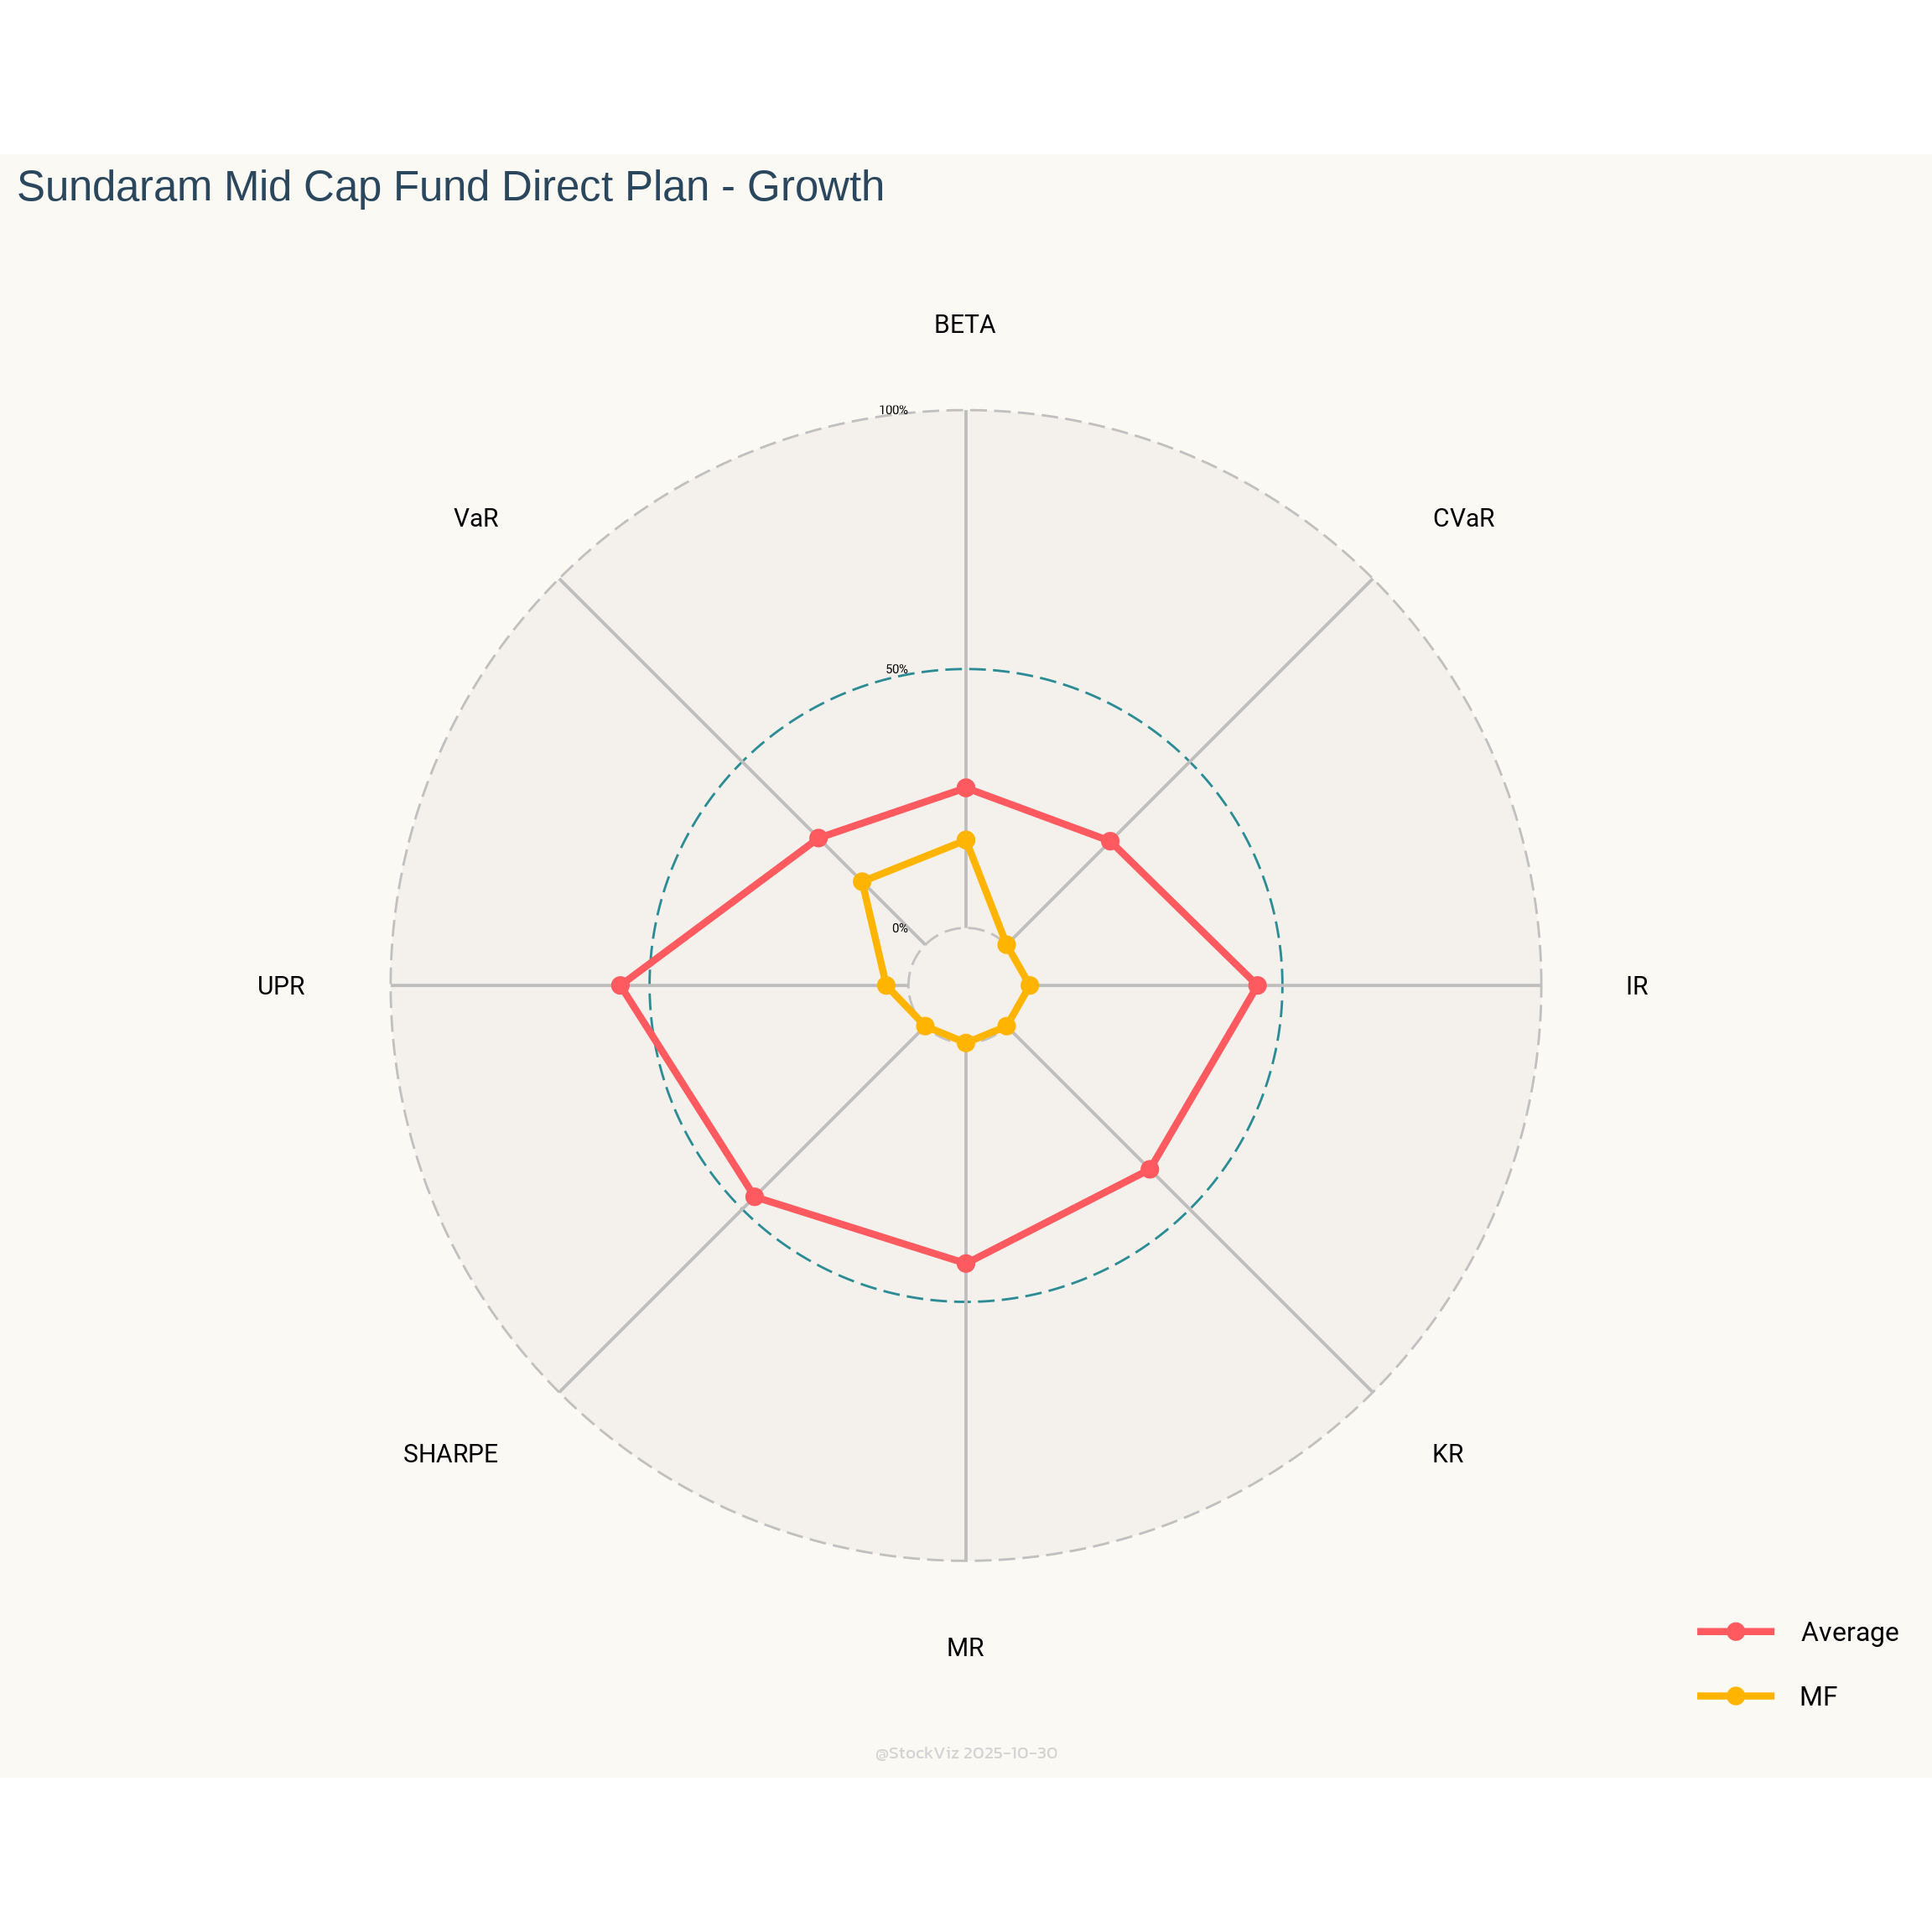 Sundaram Mid Cap Fund Direct Plan - Growth
BETA
100%
VaR
CVaR
50%
0%
UPR
IR
SHARPE
KR
MR
Average
MF
@StockViz 2025-10-30